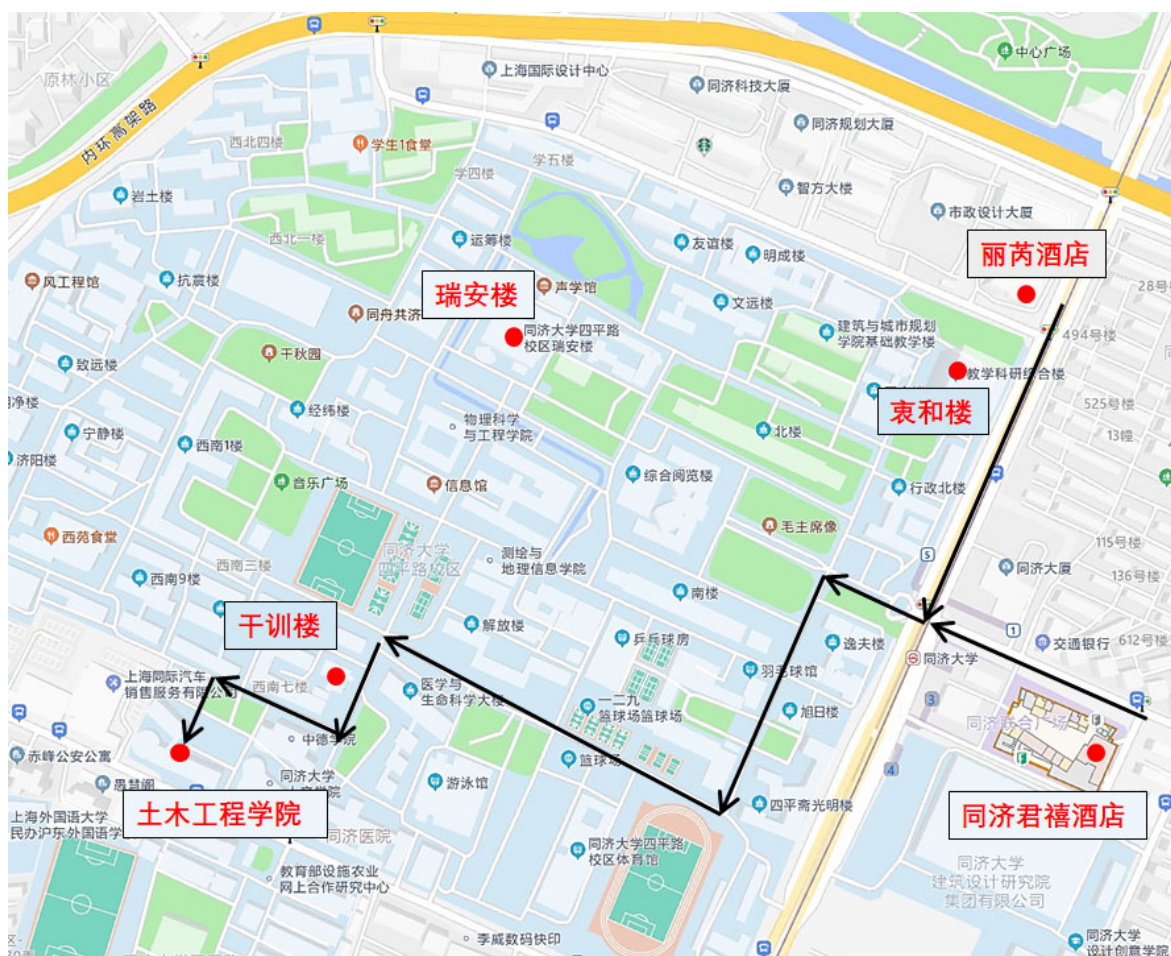 中心广场
原林小区
上海国际设计中心
同济科技大厦
内环高架路
同济规划大厦
西北四楼
学生1食堂
学五楼
学四楼
智方大楼
岩土楼
市政设计大厦
西北一楼
运筹楼
友谊楼
明成楼
丽芮酒店
风工程馆
抗震楼
瑞安楼
声学馆
28号
文远楼
同舟共济
同济大学四平路
校区瑞安楼
建筑与城市规划
学院基础教学楼
494号楼
千秋园
致远楼
教学科研综合楼
衷和楼
经纬楼
物理科学
与工程学院
525号楼
宁静楼
西南1楼
北楼
13幢
济阳楼
综合阅览楼
音乐广场
信息馆
行政北楼
西苑食堂
毛主席像
115号楼
同济大学
四平路校区
测绘与
地理信息学院
5
西南三楼
同济大厦
136号楼
西南9楼
南楼
干训楼
解放楼
乒乓球房
逸夫楼
1
交通银行
612号楼
同济大学
上海同际汽车
销售服务有限公司
西南七楼
医学与
生命科学大楼
羽毛球馆
3
一二九
篮球场篮球场
旭日楼
同济联合广场
中德学院
赤峰公安公寓
篮球场
4
愚慧阁
同济大学
游泳馆
四平斋光明楼
土木工程学院
同济君禧酒店
上海外国语大学
民办沪东外国语学
同济医院
同济大学四平路
校区体育馆
同济大学
建筑设计研究院
集团有限公司
教育部设施农业
网上合作研究中心
李威数码快印
同济大学
设计创意学院